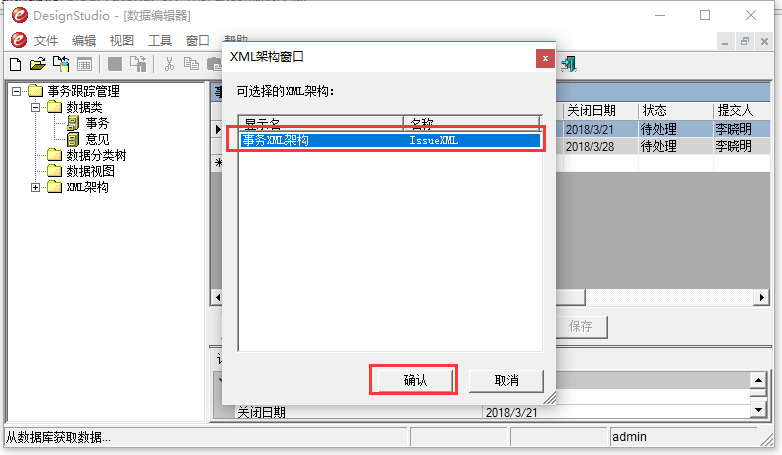 DesignStudio - [数据编辑器]
文件 编辑 视图 工具 窗口 帮助
XML架构窗口
可选择的XML架构：
显示名 名称
事务XML架构 IssueXML
确认 取消
事务跟踪管理
数据类
事务
意见
数据分类树
数据视图
XML架构
关闭日期 状态 提交人
2018/3/21 待处理 李晓明
2018/3/28 待处理 李晓明
保存
关闭日期 2018/3/21
从数据库获取数据... admin